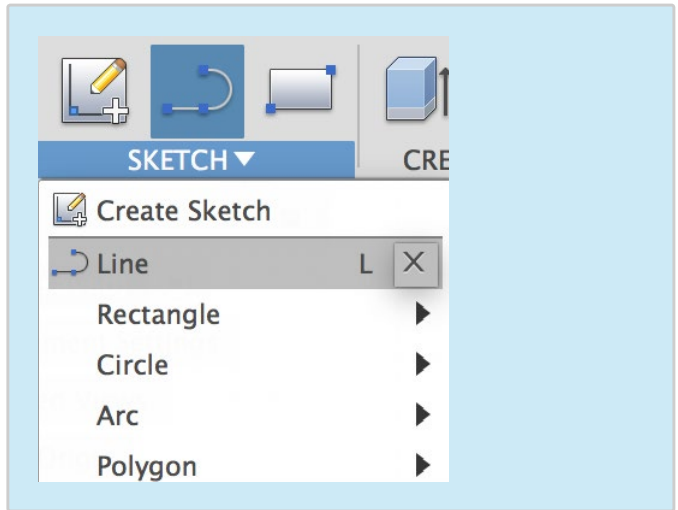 SKETCH▼ CRE
Create Sketch
Line L
Rectangle
Circle
Arc
Polygon